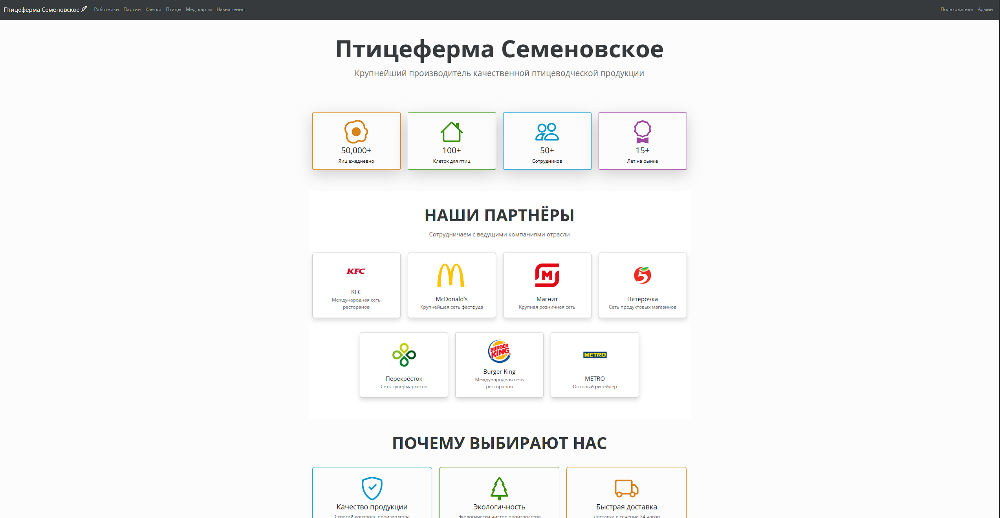 Птицеферма Семеновское Работники Партии Клетки Птицы Мед. карты Назначения Пользователь Админ
Птицеферма Семеновское
Крупнейший производитель качественной птицеводческой продукции
50,000+ 100+ 50+ 15+
Яиц ежедневно Клеток для птиц Сотрудников Лет на рынке
НАШИ ПАРТНЁРЫ
Сотрудничаем с ведущими компаниями отрасли
KFC
KFC
Международная сеть
ресторанов
McDonald's
Крупнейшая сеть фастфуда
М
Магнит
Крупная розничная сеть
5
Пятёрочка
Сеть продуктовых магазинов
Перекрёсток
Сеть супермаркетов
BURGER
KING
Burger King
Международная сеть
ресторанов
METRO
METRO
Оптовый ритейлер
ПОЧЕМУ ВЫБИРАЮТ НАС
Качество продукции
Строгий контроль производства
Экологичность
Экологически чистое производство
Быстрая доставка
Доставка в течение 24 часов